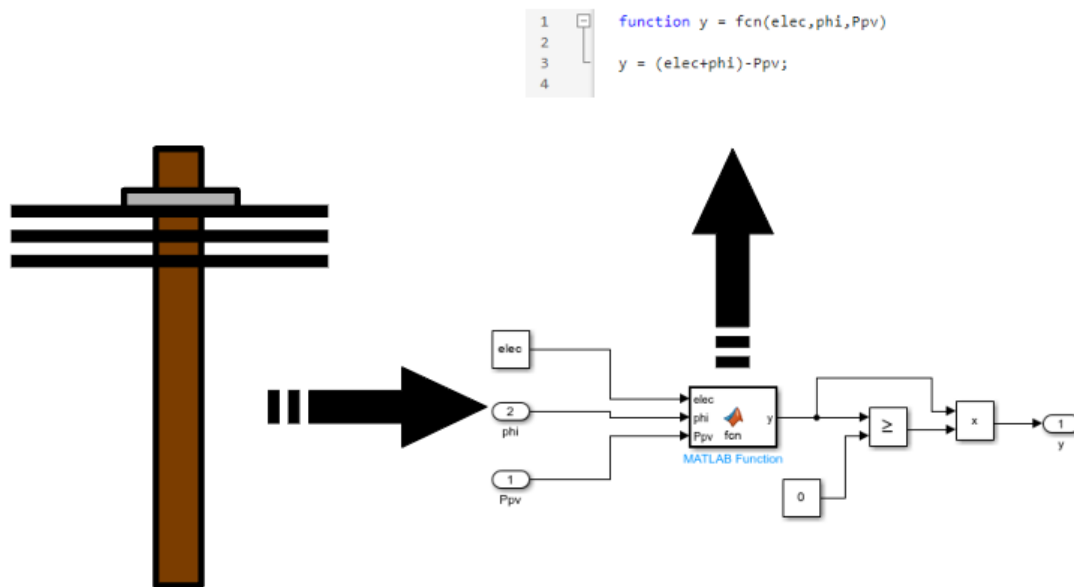 1 function y = fcn(elec,phi,Ppv)
2
3 y = (elec+phi)-Ppv;
4
elec
2
phi
1
Ppv
elec
phi
Ppv
y
fcn
MATLAB Function
≥
0
x
1
y